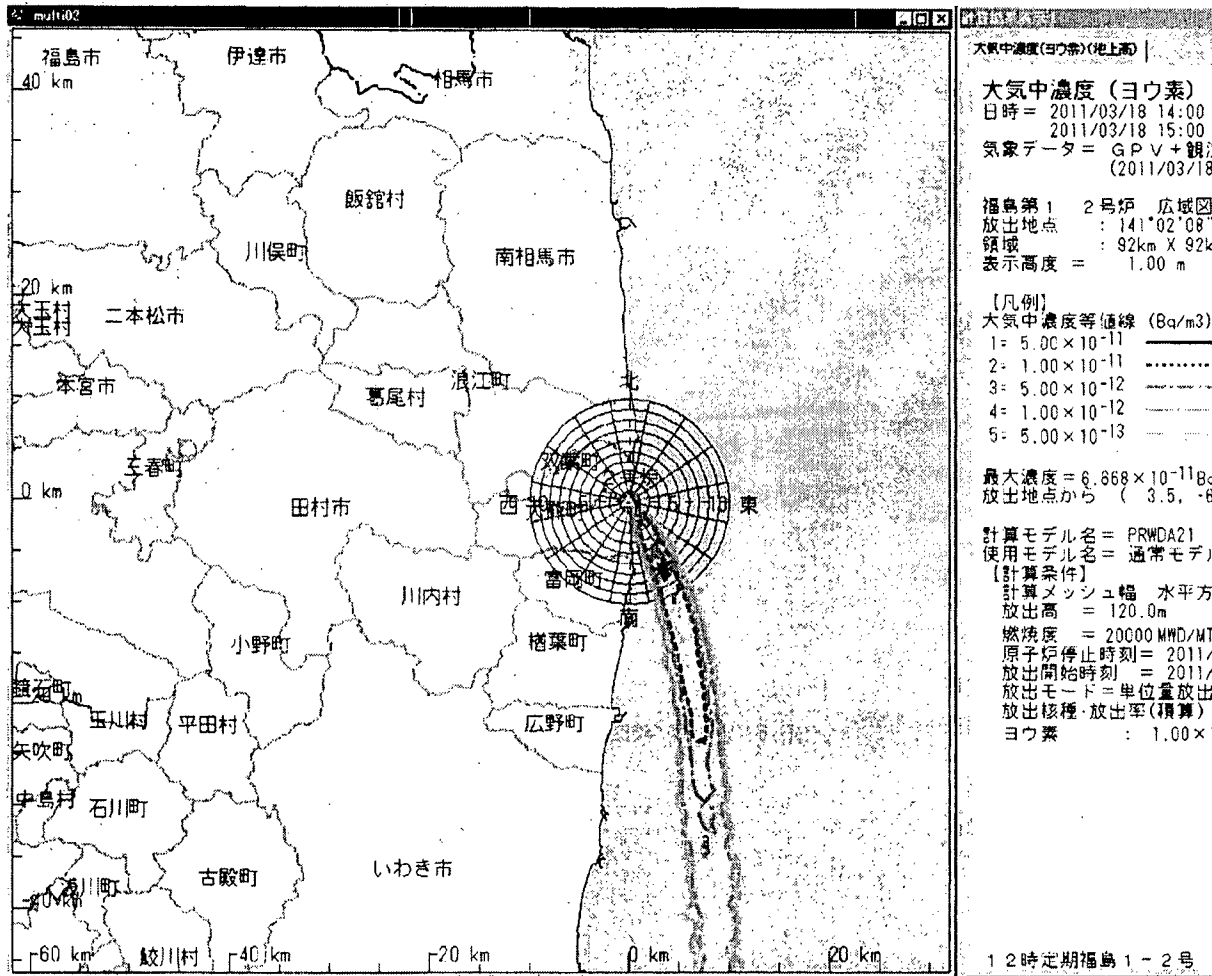 multi02
福島市
伊達市
相馬市
40 km
飯舘村
川俣町
南相馬市
20 km
大玉村
大玉村
二本松市
本宮市
浪江町
北
葛尾村
三春町
双葉町
0 km
田村市
西
10
東
富岡町
川内村
南
小野町
楢葉町
玉川村
平田村
広野町
矢吹町
中島村
石川町
いわき市
古殿町
浅川町
鮫川村
-60 km
-40 km
-20 km
0 km
20 km
大気中濃度(ヨウ素)(地上高)
大気中濃度(ヨウ素)
日時= 2011/03/18 14:00
2011/03/18 15:00
気象データ= GPV+観
(2011/03/18
福島第1 2号炉 広域図
放出地点 : 141°02'08"
領域 : 92km X 92k
表示高度 = 1.00 m
【凡例】
大気中濃度等値線 (Bq/m3)
1= 5.00×10-11
2= 1.00×10-11
3= 5.00×10-12
4= 1.00×10-12
5= 5.00×10-13
最大濃度=6.868×10-11Bq
放出地点から ( 3.5, -6
計算モデル名= PRWDA21
使用モデル名= 通常モデル
【計算条件】
計算メッシュ幅 水平方
放出高 = 120.0m
燃焼度 = 20000MWD/MT
原子炉停止時刻= 2011/
放出開始時刻 = 2011/
放出モード=単位量放出
放出核種・放出率(積算)
ヨウ素 : 1.00×
12時定期福島1-2号